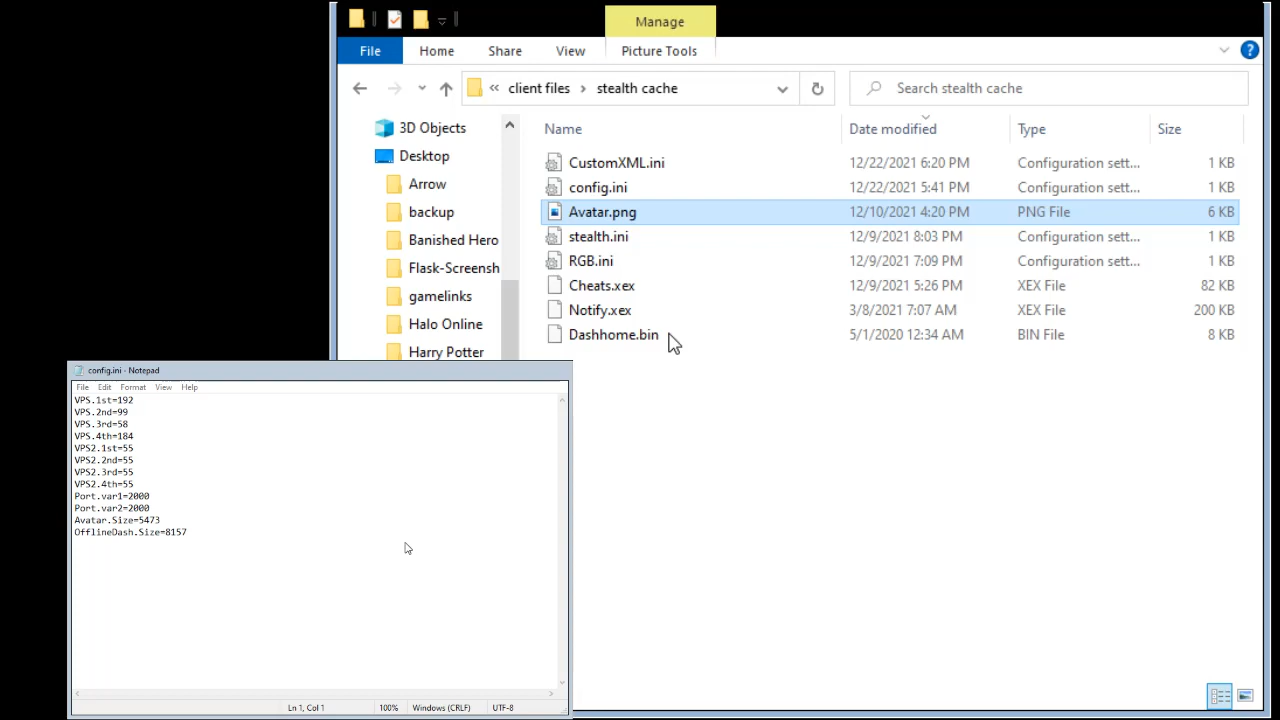 Manage
File
Home
Share
View
Picture Tools
« client files › stealth cache
Search stealth cache
3D Objects
Desktop
Arrow
backup
Banished Hero
Flask-Screensh
gamelinks
Halo Online
Harry Potter
Name
Date modified
Type
Size
CustomXML.ini 12/22/2021 6:20 PM Configuration sett... 1 KB
config.ini 12/22/2021 5:41 PM Configuration sett... 1 KB
Avatar.png 12/10/2021 4:20 PM PNG File 6 KB
stealth.ini 12/9/2021 8:03 PM Configuration sett... 1 KB
RGB.ini 12/9/2021 7:09 PM Configuration sett... 1 KB
Cheats.xex 12/9/2021 5:26 PM XEX File 82 KB
Notify.xex 3/8/2021 7:07 AM XEX File 200 KB
Dashhome.bin 5/1/2020 12:34 AM BIN File 8 KB
config.ini - Notepad
File Edit Format View Help
VPS.1st=192
VPS.2nd=99
VPS.3rd=58
VPS.4th=184
VPS2.1st=55
VPS2.2nd=55
VPS2.3rd=55
VPS2.4th=55
Port.var1=2000
Port.var2=2000
Avatar.Size=5473
OfflineDash.Size=8157
Ln 1, Col 1
100%
Windows (CRLF)
UTF-8